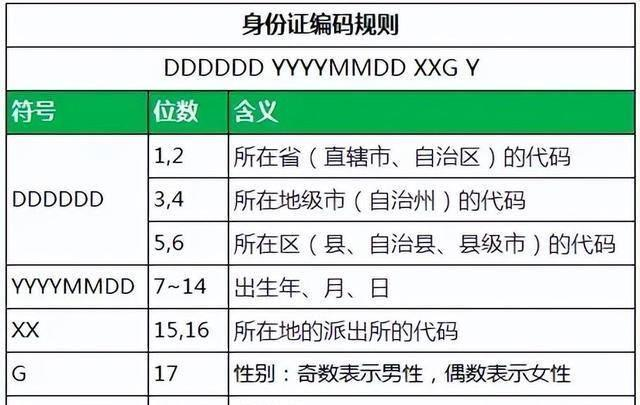 身份证编码规则
DDDDDD YYYYMMDD XXG Y
符号 位数 含义
1,2 所在省（直辖市、自治区）的代码
DDDDDD 3,4 所在地级市（自治州）的代码
5,6 所在区（县、自治县、县级市）的代码
YYYYMMDD 7~14 出生年、月、日
XX 15,16 所在地的派出所的代码
G 17 性别：奇数表示男性，偶数表示女性